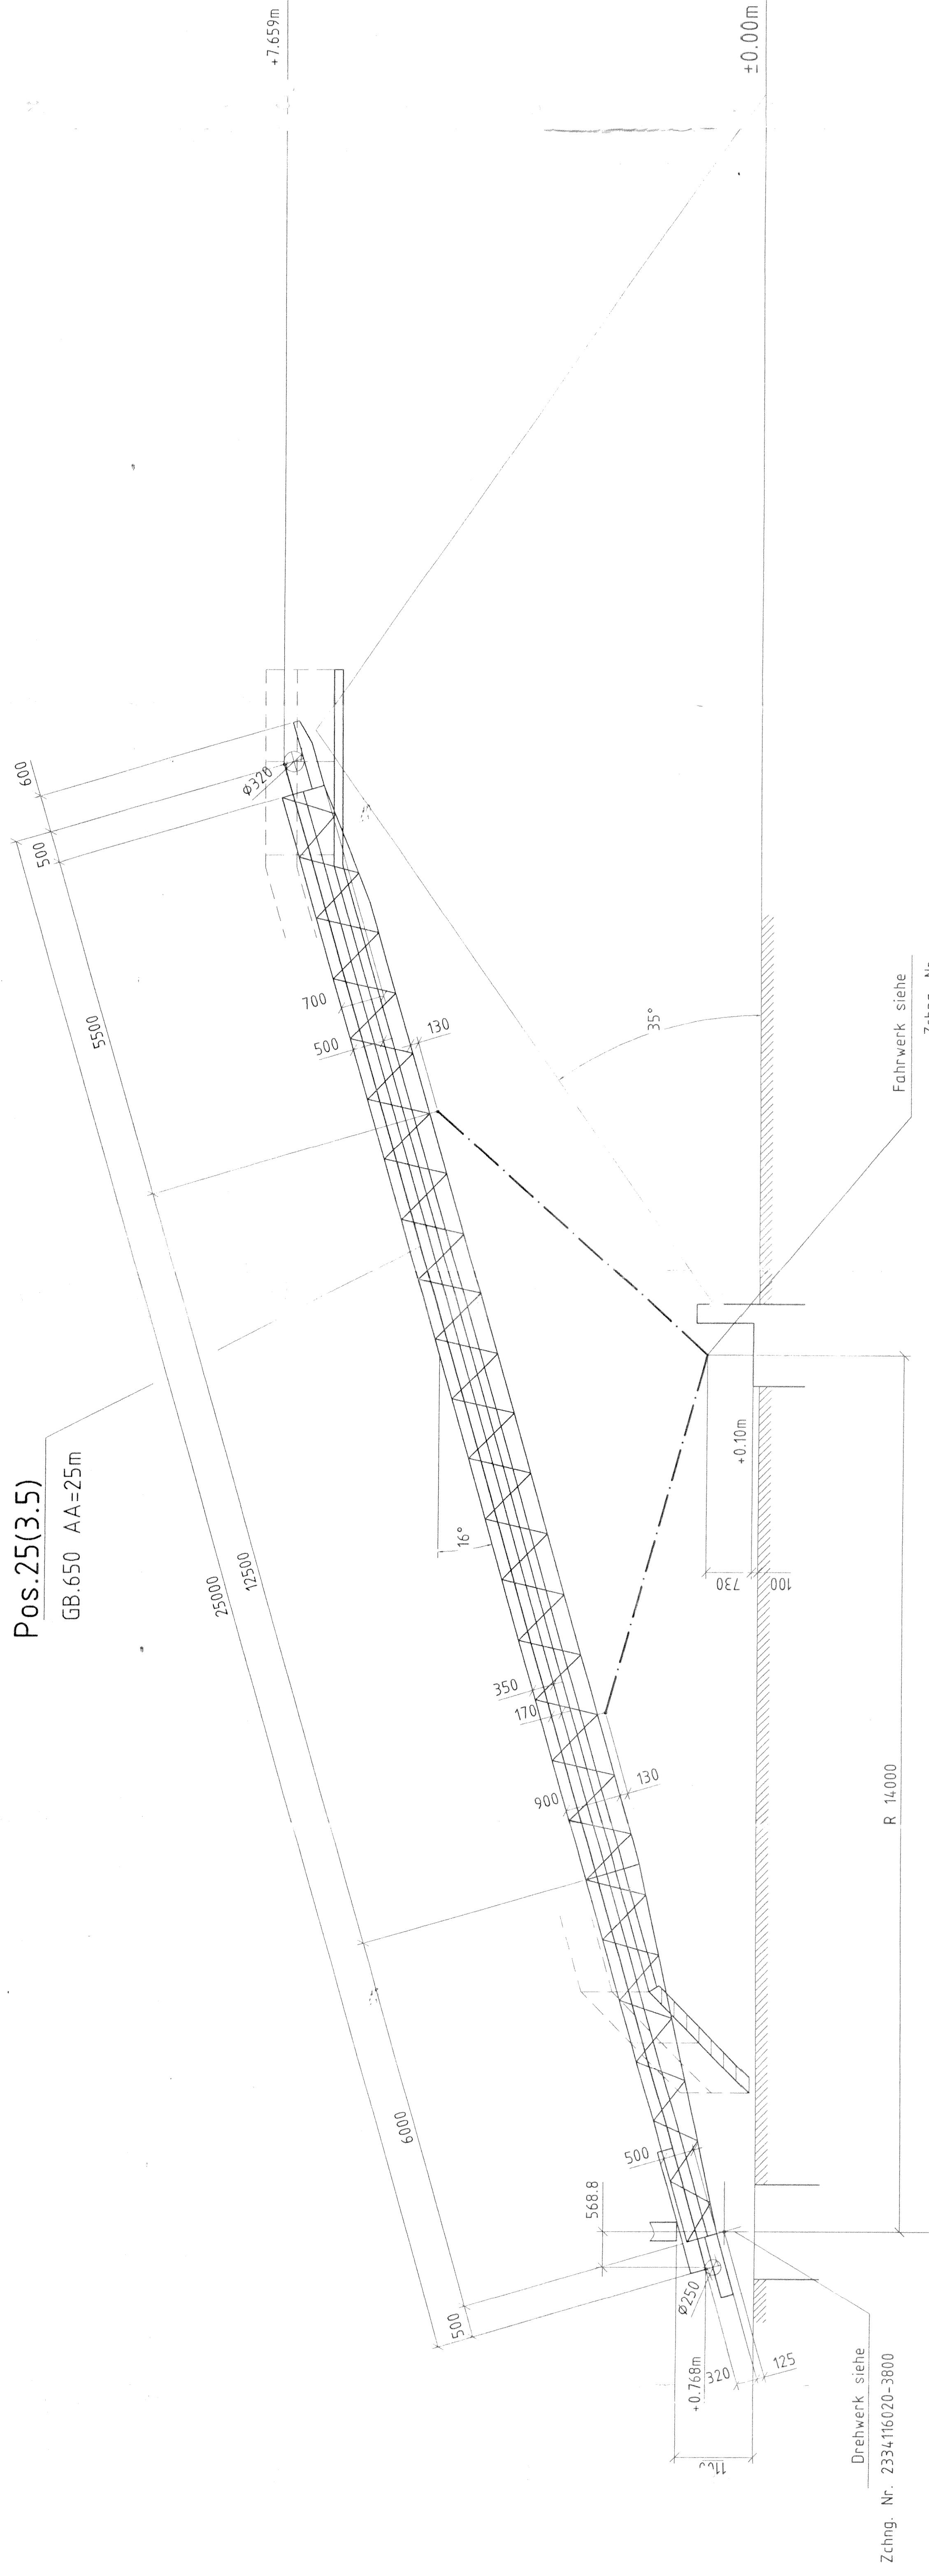 +7.659m
±0.00m
Pos.25(3.5)
GB.650 AA=25m
600
500
Ø320
5500
700
500
130
35°
Fahrwerk siehe
25000
12500
16°
+0.10m
730
100
350
170
900
130
R 14000
6000
500
568.8
500
Ø250
+0.768m
320
125
Drehwerk siehe
Zchng. Nr. 2334116020-3800